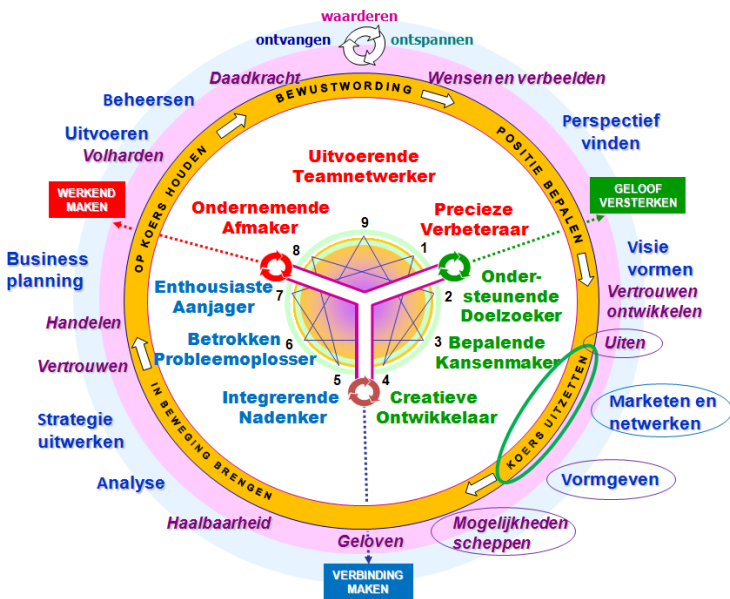 waarderen
ontvangen
ontspannen
Daadkracht
Wensen en verbeelden
BEWUSTWORDING
Beheersen
Uitvoeren
Volharden
Perspectief
vinden
OP KOERS HOUDEN
POSITIE BEPALEN
Uitvoerende
Teamnetwerker
WERKEND
MAKEN
GELOOF
VERSTERKEN
Ondernemende
Afmaker
Precieze
Verbeteraar
9
8
1
Business
planning
Visie
vormen
Vertrouwen
ontwikkelen
Enthousiaste
Aanjager
7
2
Onder-
steunende
Doelzoeker
Handelen
Uiten
Betrokken
Probleemoplosser
6
3
Bepalende
Kansenmaker
Vertrouwen
5
4
Integrerende
Nadenker
Creatieve
Ontwikkelaar
IN BEWEGING BRENGEN
KOERS UITZETTEN
Marketen en
netwerken
Strategie
uitwerken
Analyse
Vormgeven
Haalbaarheid
Geloven
Mogelijkheden
scheppen
VERBINDING
MAKEN